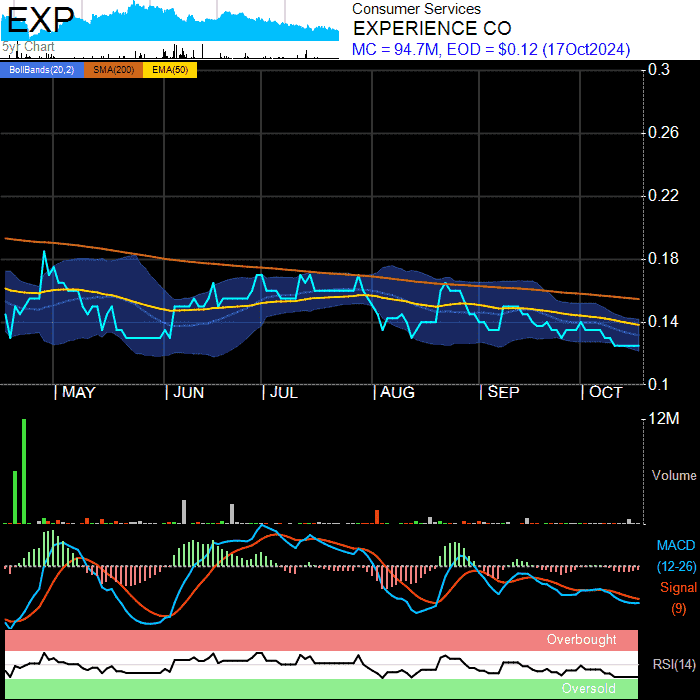 EXP
5yr Chart
Consumer Services
EXPERIENCE CO
MC = 94.7M, EOD = $0.12 (17Oct2024)
BollBands(20,2) SMA(200) EMA(50)
0.3
0.26
0.22
0.18
0.14
0.1
MAY JUN JUL AUG SEP OCT
12M
Volume
MACD
(12-26)
Signal
(9)
Overbought
RSI(14)
Oversold